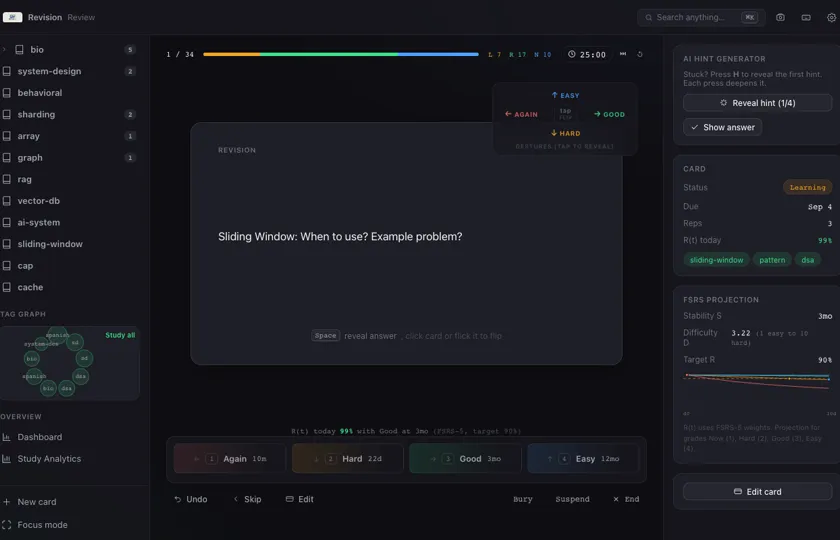 Revision Review
Search anything... ⌘K
bio 5
system-design 2
behavioral
sharding 2
array 1
graph 1
rag
vector-db
ai-system
sliding-window
cap
cache
TAG GRAPH
Study all
spanish
system-des
sd
bio
ad
spanish
dsa
bio
dsa
OVERVIEW
Dashboard
Study Analytics
New card
Focus mode
1 / 34
L 7 R 17 N 10
25:00
↑ EASY
← AGAIN
tap
→ GOOD
↓ HARD
GESTURES (TAP TO REVEAL)
REVISION
Sliding Window: When to use? Example problem?
Space reveal answer , click card or flick it to flip
R(t) today 99% with Good at 3mo (FSRS-5, target 90%)
← 1 Again 10m
↓ 2 Hard 22d
→ 3 Good 3mo
↑ 4 Easy 12mo
Undo
Skip
Edit
Bury
Suspend
× End
AI HINT GENERATOR
Stuck? Press H to reveal the first hint.
Each press deepens it.
Reveal hint (1/4)
Show answer
CARD
Status Learning
Due Sep 4
Reps 3
R(t) today 99%
sliding-window pattern dsa
FSRS PROJECTION
Stability S 3mo
Difficulty D 3.22 (1 easy to 10 hard)
Target R 90%
R(t) uses FSRS-5 weights. Projection for
grades Now (1), Hard (2), Good (3), Easy
(4).
Edit card